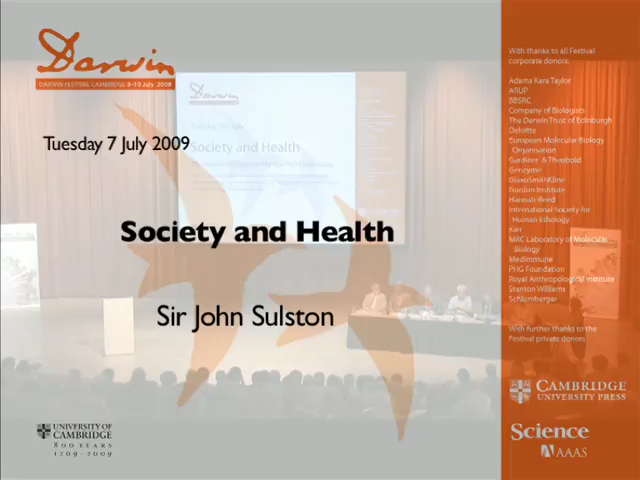 Darwin
DARWIN FESTIVAL CAMBRIDGE 5–10 July 2009
Tuesday 7 July 2009
Darwin
Society and Health
Society and Health
Sir John Sulston
UNIVERSITY OF
CAMBRIDGE
800 YEARS
1209–2009
With thanks to all Festival
corporate donors:
Adams Kara Taylor
ARUP
BBSRC
Company of Biologists
The Darwin Trust of Edinburgh
Deloitte
European Molecular Biology
Organisation
Gardiner & Theobald
Genzyme
GlaxoSmithKline
Gurdon Institute
Hannah Reed
International Society for
Human Ethology
Kier
MRC Laboratory of Molecular
Biology
MedImmune
PHG Foundation
Royal Anthropological Institute
Stanton Williams
Schlumberger
With further thanks to the
Festival private donors
CAMBRIDGE
UNIVERSITY PRESS
Science
AAAS